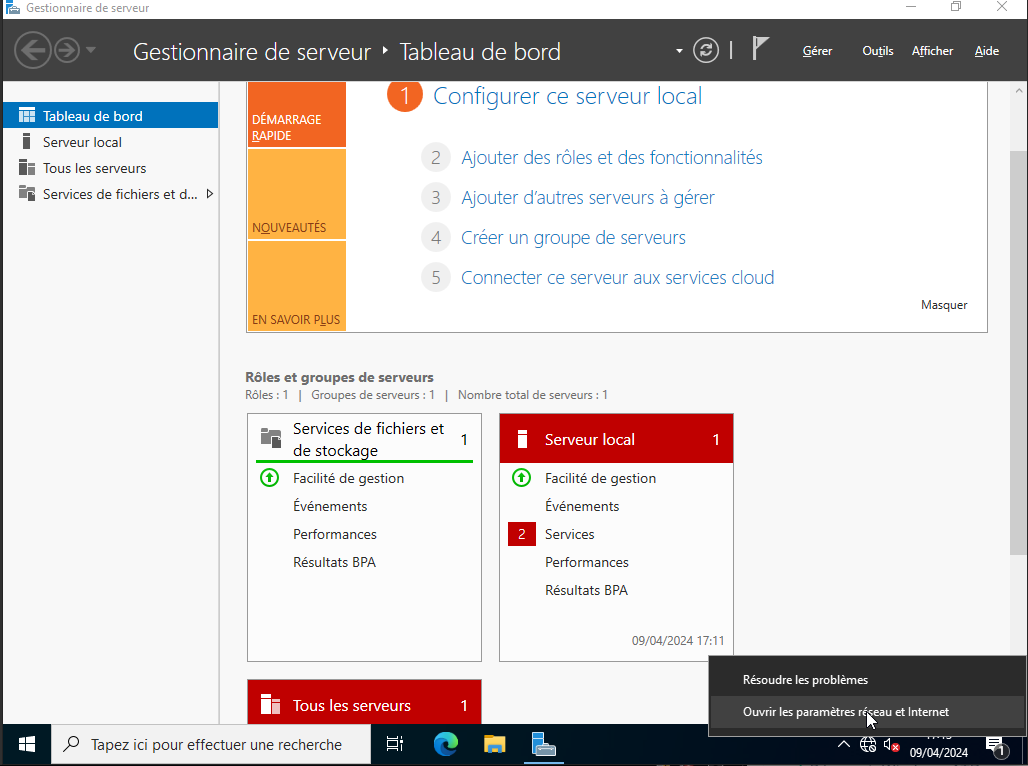 Gestionnaire de serveur
Gestionnaire de serveur Tableau de bord
Gérer Outils Afficher Aide
Tableau de bord
Serveur local
Tous les serveurs
Services de fichiers et d...
DÉMARRAGE
RAPIDE
NOUVEAUTÉS
EN SAVOIR PLUS
1 Configurer ce serveur local
2 Ajouter des rôles et des fonctionnalités
3 Ajouter d'autres serveurs à gérer
4 Créer un groupe de serveurs
5 Connecter ce serveur aux services cloud
Masquer
Rôles et groupes de serveurs
Rôles : 1 | Groupes de serveurs : 1 | Nombre total de serveurs : 1
Services de fichiers et
de stockage 1
Facilité de gestion
Événements
Performances
Résultats BPA
Serveur local 1
Facilité de gestion
Événements
2 Services
Performances
Résultats BPA
09/04/2024 17:11
Tous les serveurs 1
Résoudre les problèmes
Ouvrir les paramètres réseau et Internet
Tapez ici pour effectuer une recherche
09/04/2024
1